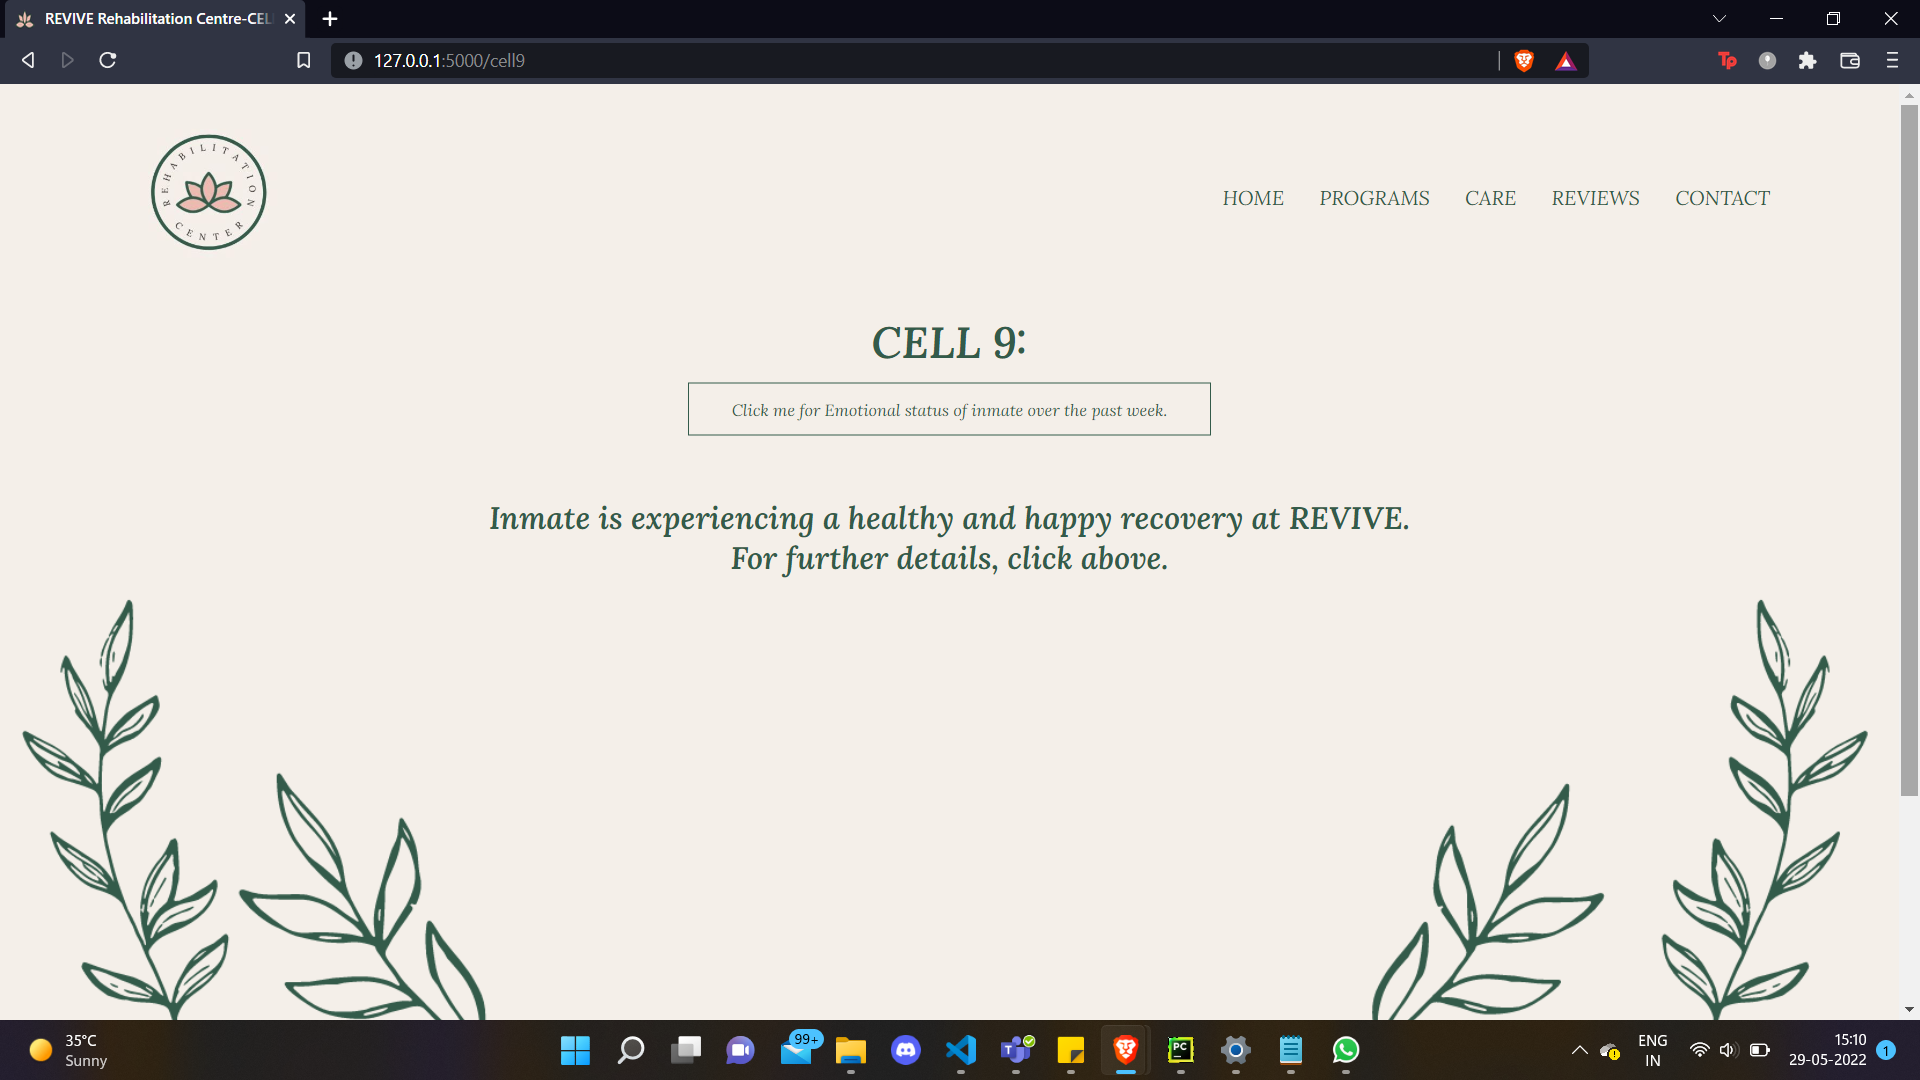 REVIVE Rehabilitation Centre-CEL
127.0.0.1:5000/cell9
Tp
REHABILITATION
CENTER
HOME PROGRAMS CARE REVIEWS CONTACT
CELL 9:
Click me for Emotional status of inmate over the past week.
Inmate is experiencing a healthy and happy recovery at REVIVE.
For further details, click above.
35°C
Sunny
99+
T
PC
ENG
IN
15:10
29-05-2022
1